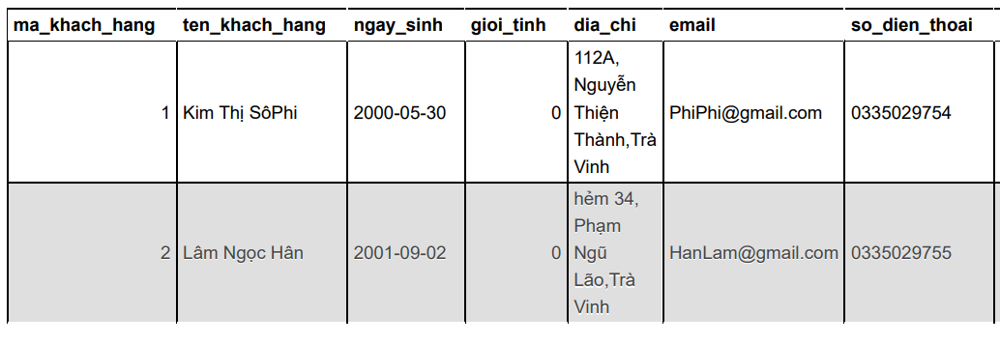 ma_khach_hang ten_khach_hang ngay_sinh gioi_tinh dia_chi email so_dien_thoai
1 Kim Thị SôPhi 2000-05-30 0 112A,
Nguyễn
Thiện
Thành,Trà
Vinh PhiPhi@gmail.com 0335029754
2 Lâm Ngọc Hân 2001-09-02 0 hẻm 34,
Phạm
Ngũ
Lão,Trà
Vinh HanLam@gmail.com 0335029755